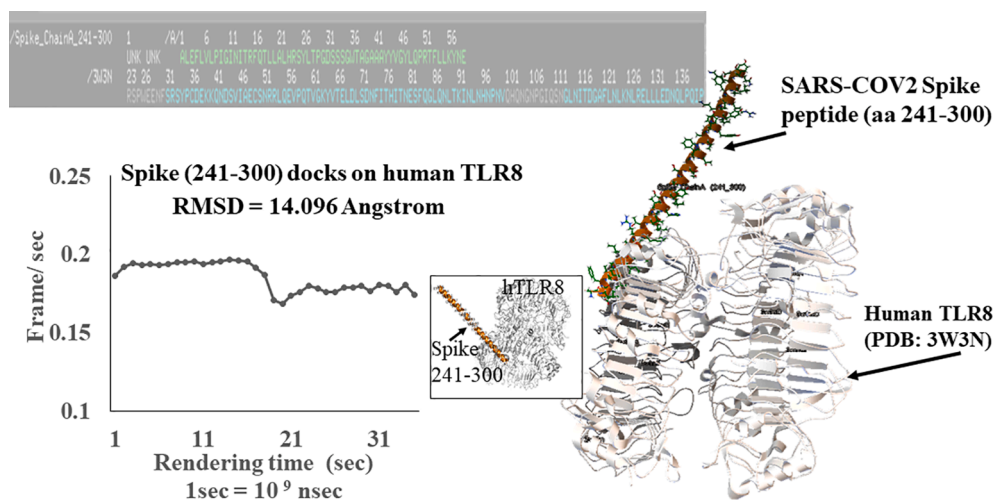 /Spike_ChainA_241-300 1 /A/1 6 11 16 21 26 31 36 41 46 51 56
UNK UNK ALEFLVLPIGINITRFQTLLALHRSYLTPGDSSSGWTAGAAAYYVGYLQPRTFLLKYNE
/3W3N 23 26 31 36 41 46 51 56 61 66 71 76 81 86 91 96 101 106 111 116 121 126 131 136
SARS-COV2 Spike
peptide (aa 241-300)
Spike (241-300) docks on human TLR8
RMSD = 14.096 Angstrom
0.25
0.2
0.15
0.1
Frame/ sec
1 11 21 31
Rendering time (sec)
1sec = 10 9 nsec
hTLR8
Spike
241-300
Spike_ChainA (241_300)
Human TLR8
(PDB: 3W3N)